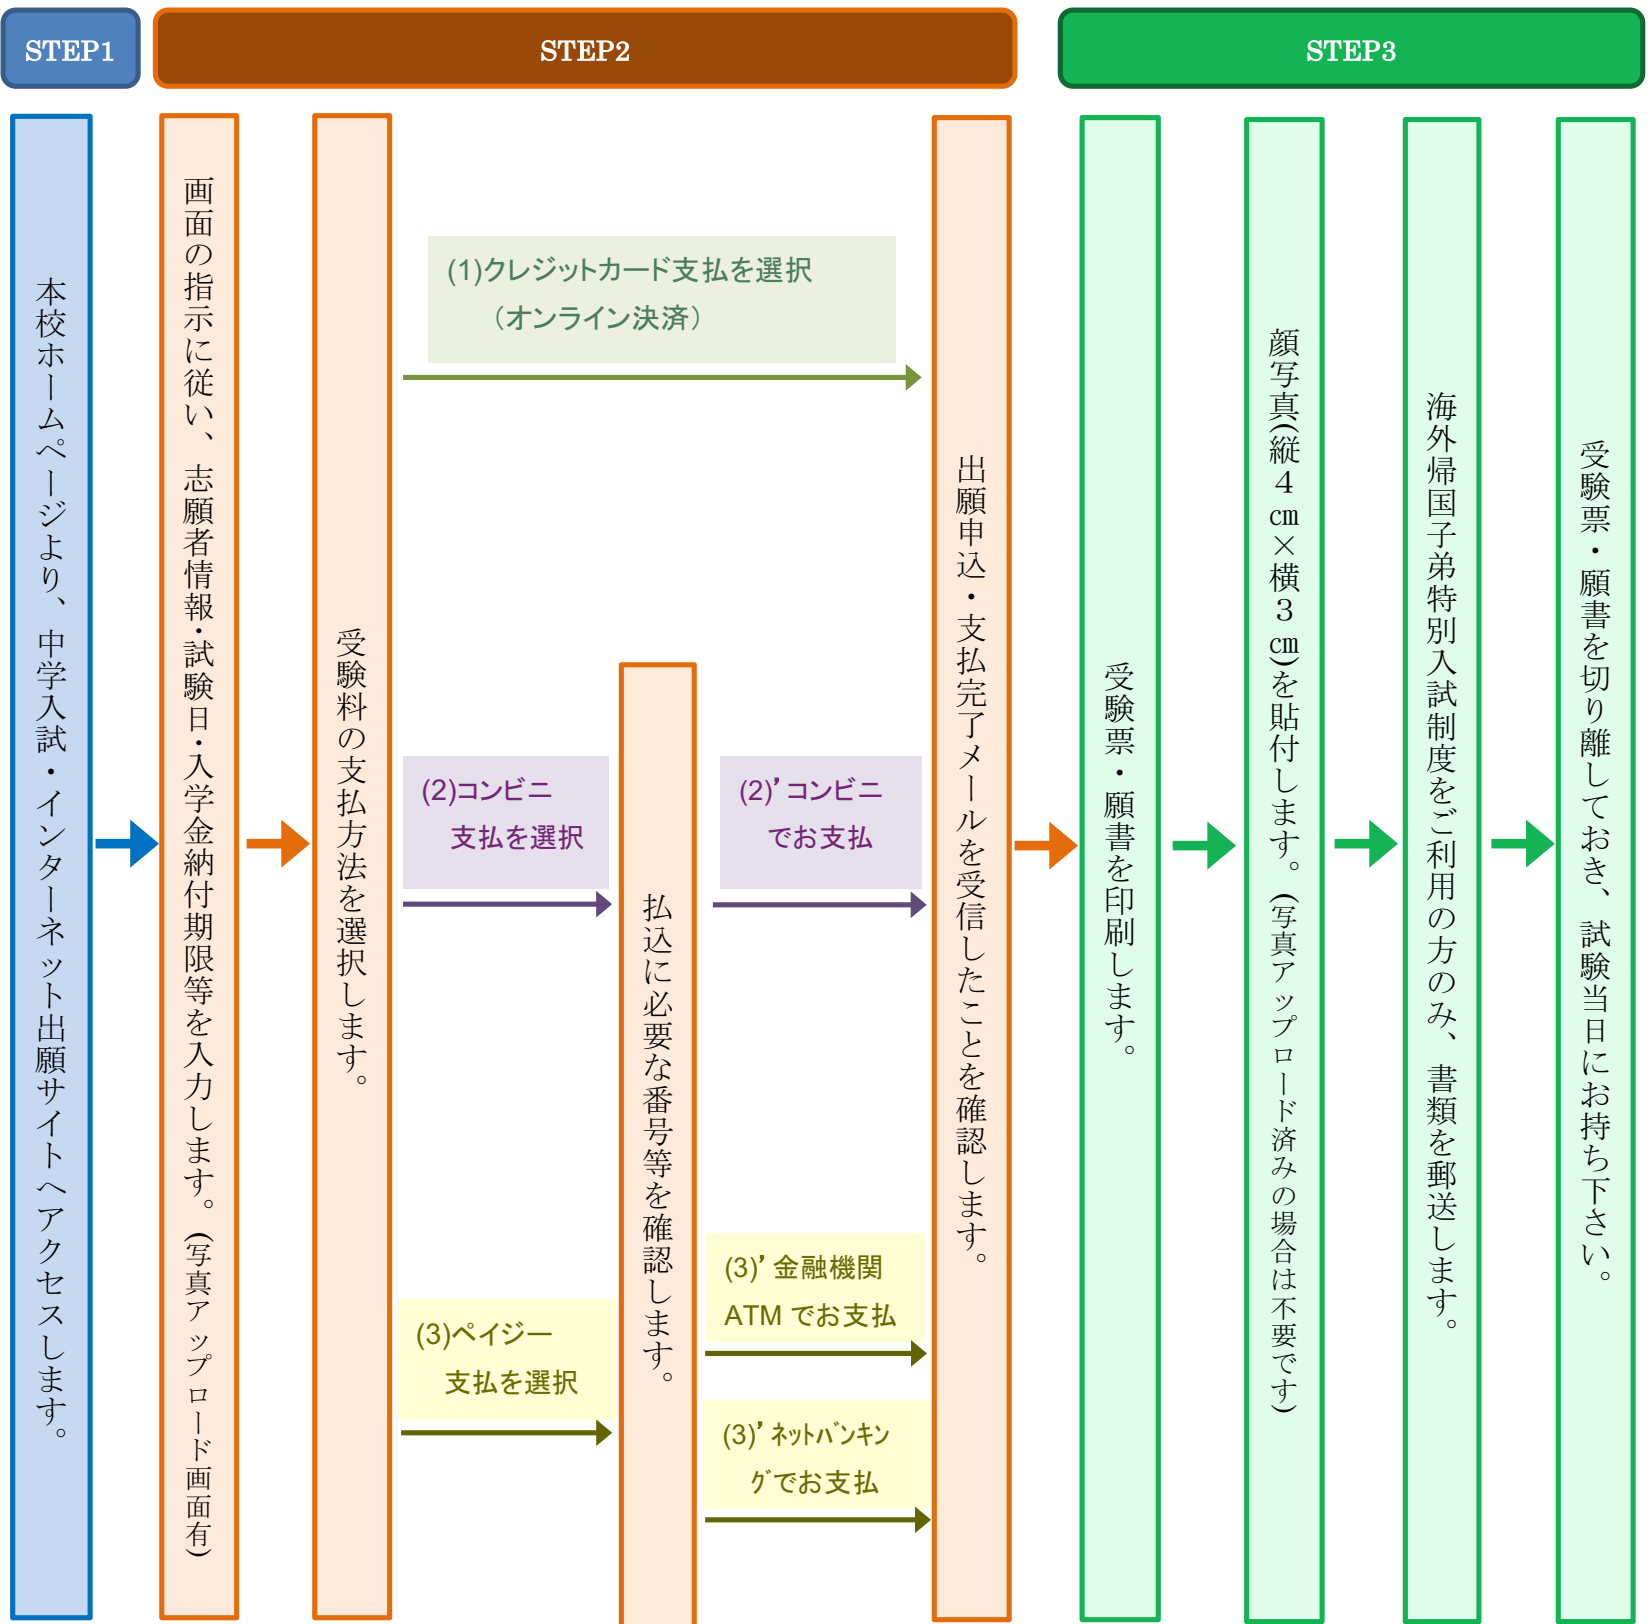 STEP1
STEP2
STEP3
本校ホームページより、中学入試・インターネット出願サイトへアクセスします。
画面の指示に従い、志願者情報・試験日・入学金納付期限等を入力します。(写真アップロード画面有)
受験料の支払方法を選択します。
(1)クレジットカード支払を選択
(オンライン決済)
(2)コンビニ
支払を選択
(3)ペイジー
支払を選択
払込に必要な番号等を確認します。
(2)’コンビニ
でお支払
(3)’金融機関
ATM でお支払
(3)’ネットバンキン
グでお支払
出願申込・支払完了メールを受信したことを確認します。
受験票・願書を印刷します。
顔写真(縦4㎝×横3㎝)を貼付します。(写真アップロード済みの場合は不要です)
海外帰国子弟特別入試制度をご利用の方のみ、書類を郵送します。
受験票・願書を切り離しておき、試験当日にお持ち下さい。